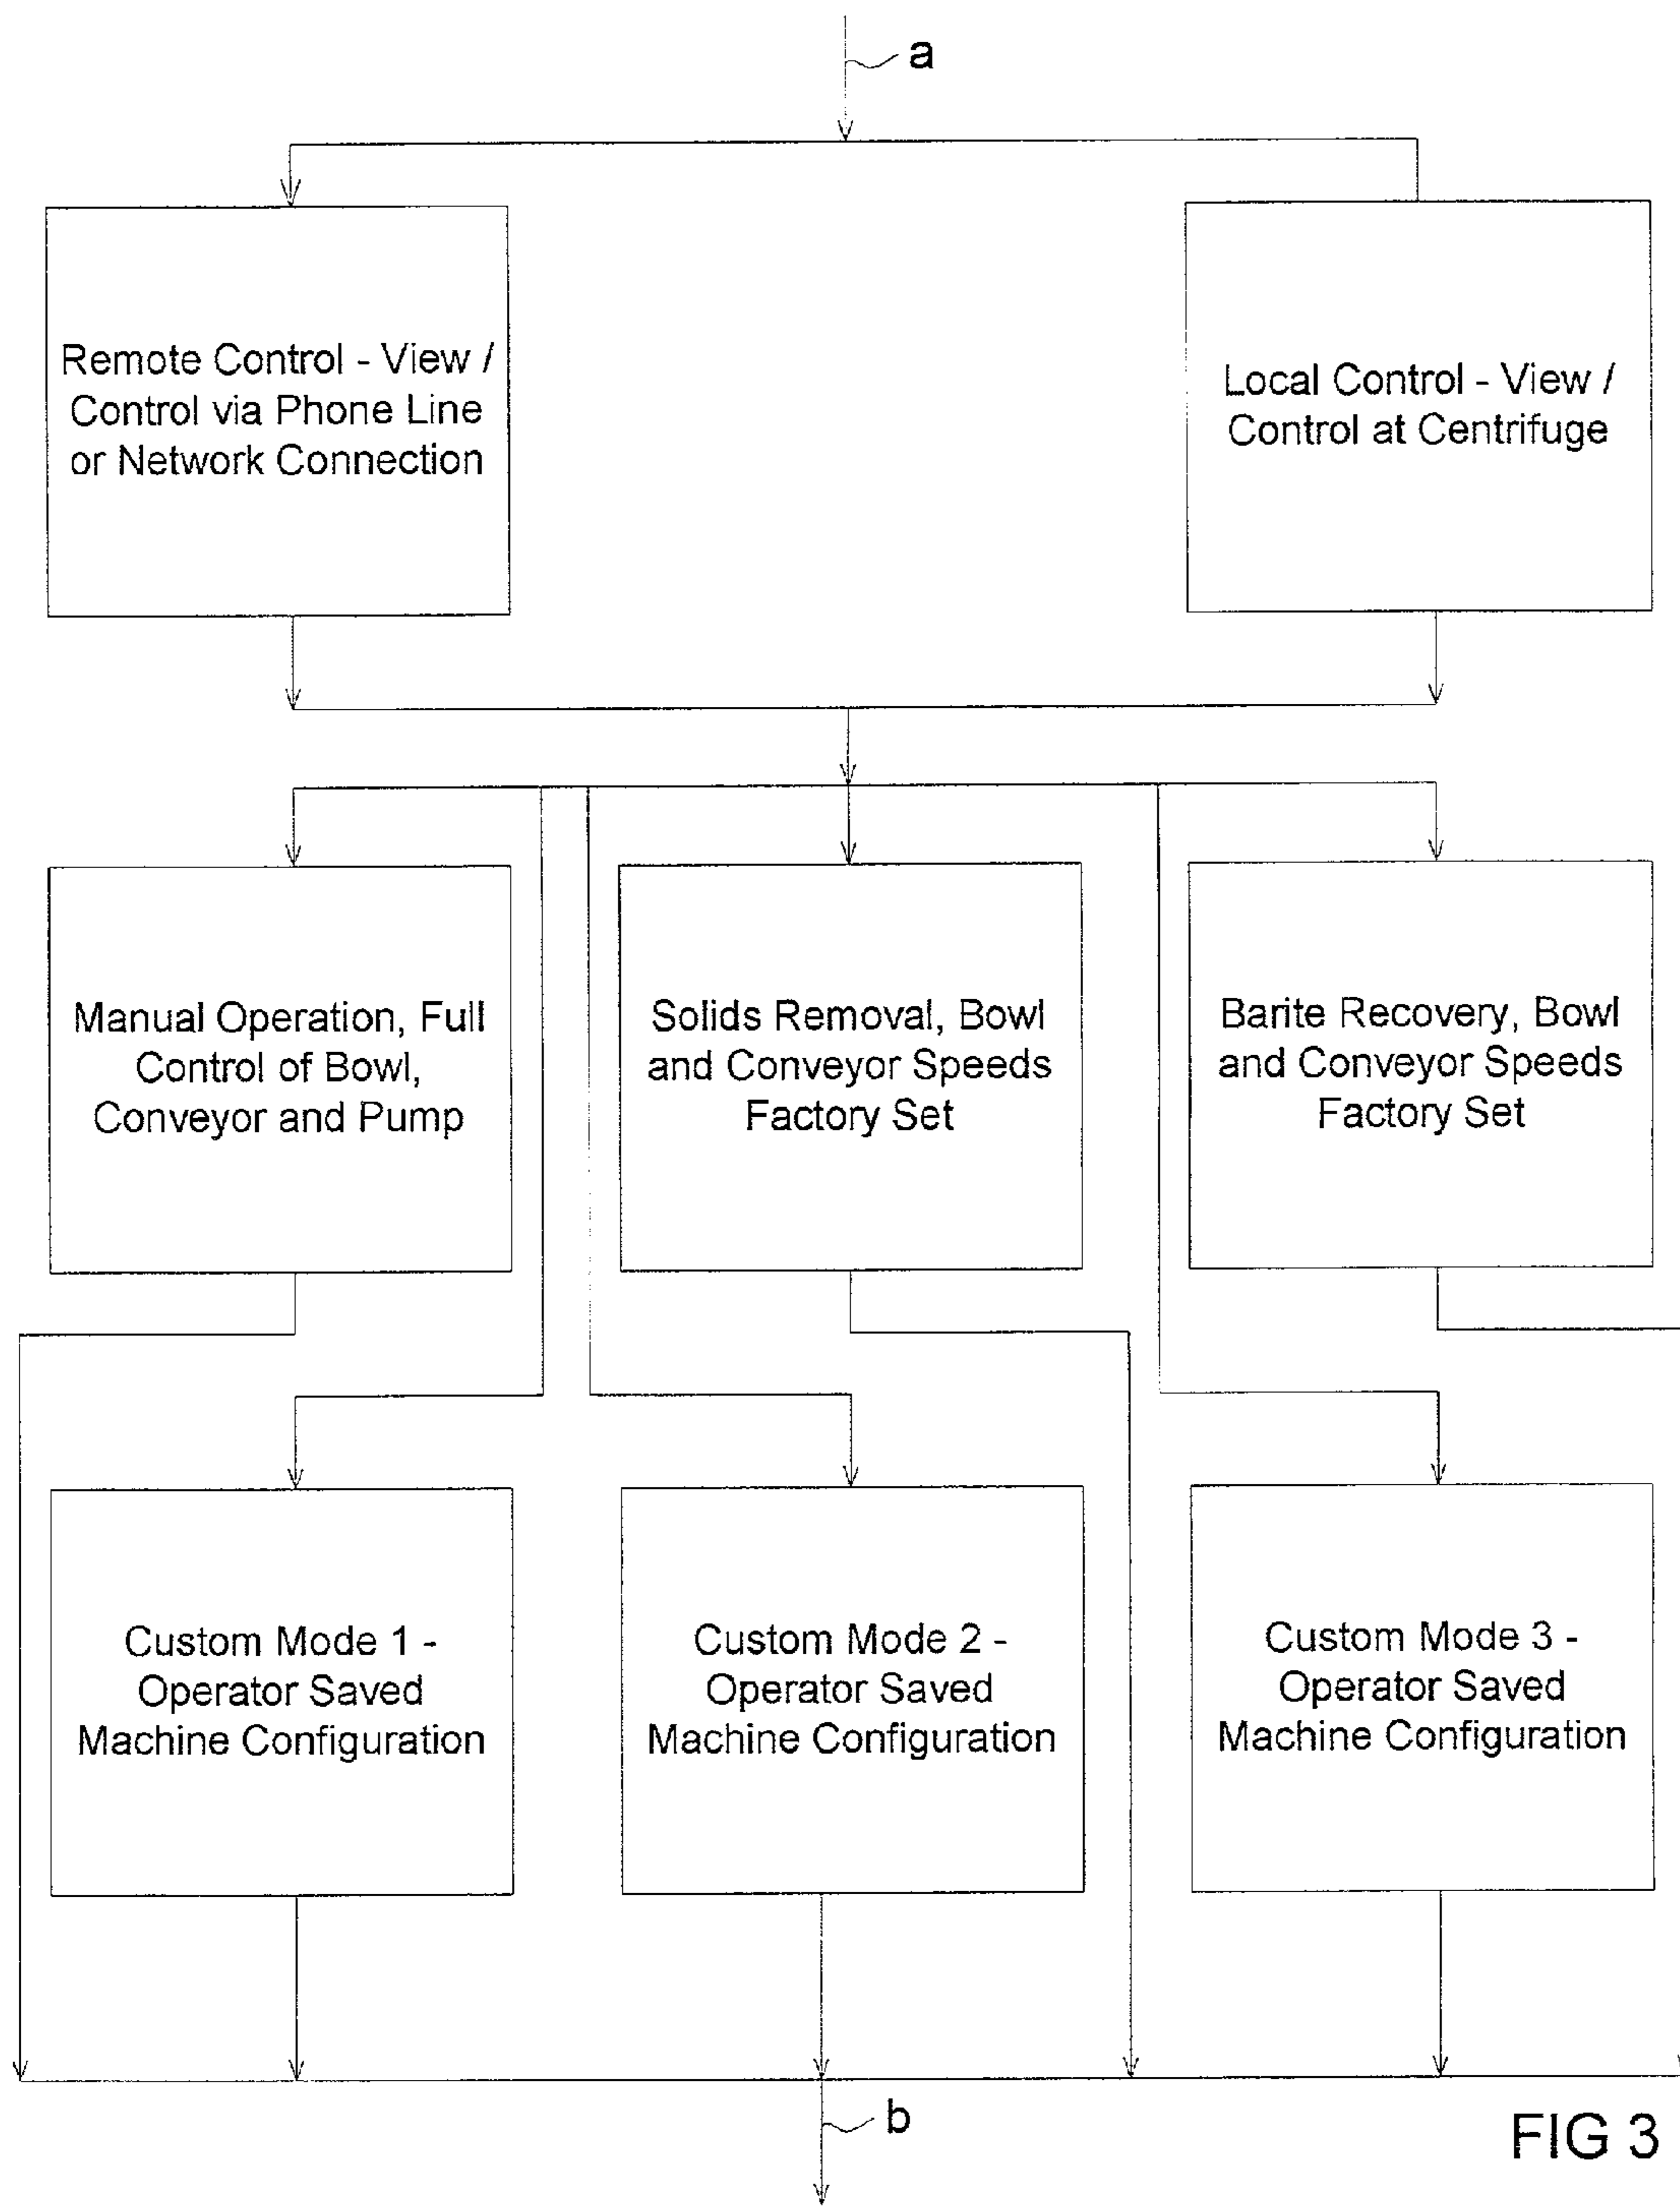 a
Remote Control - View /
Control via Phone Line
or Network Connection
Local Control - View /
Control at Centrifuge
Manual Operation, Full
Control of Bowl,
Conveyor and Pump
Solids Removal, Bowl
and Conveyor Speeds
Factory Set
Barite Recovery, Bowl
and Conveyor Speeds
Factory Set
Custom Mode 1 -
Operator Saved
Machine Configuration
Custom Mode 2 -
Operator Saved
Machine Configuration
Custom Mode 3 -
Operator Saved
Machine Configuration
b
FIG 3